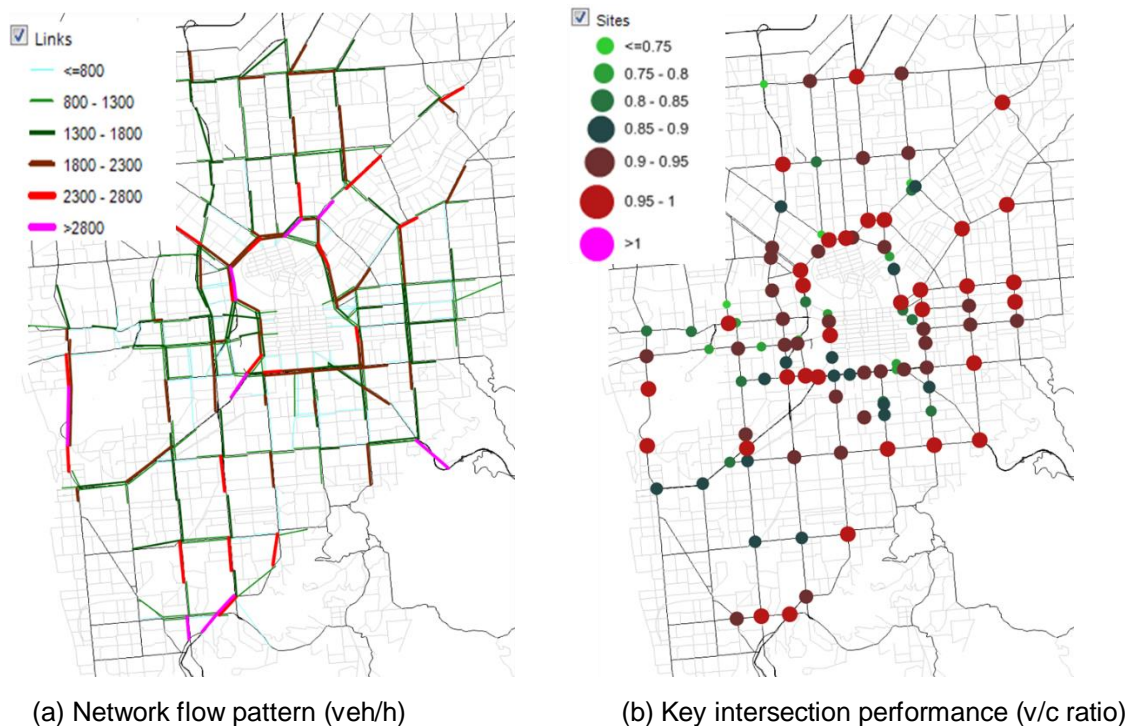 Links
<=800
800 - 1300
1300 - 1800
1800 - 2300
2300 - 2800
>2800
Sites
<=0.75
0.75 - 0.8
0.8 - 0.85
0.85 - 0.9
0.9 - 0.95
0.95 - 1
>1
(a) Network flow pattern (veh/h)
(b) Key intersection performance (v/c ratio)